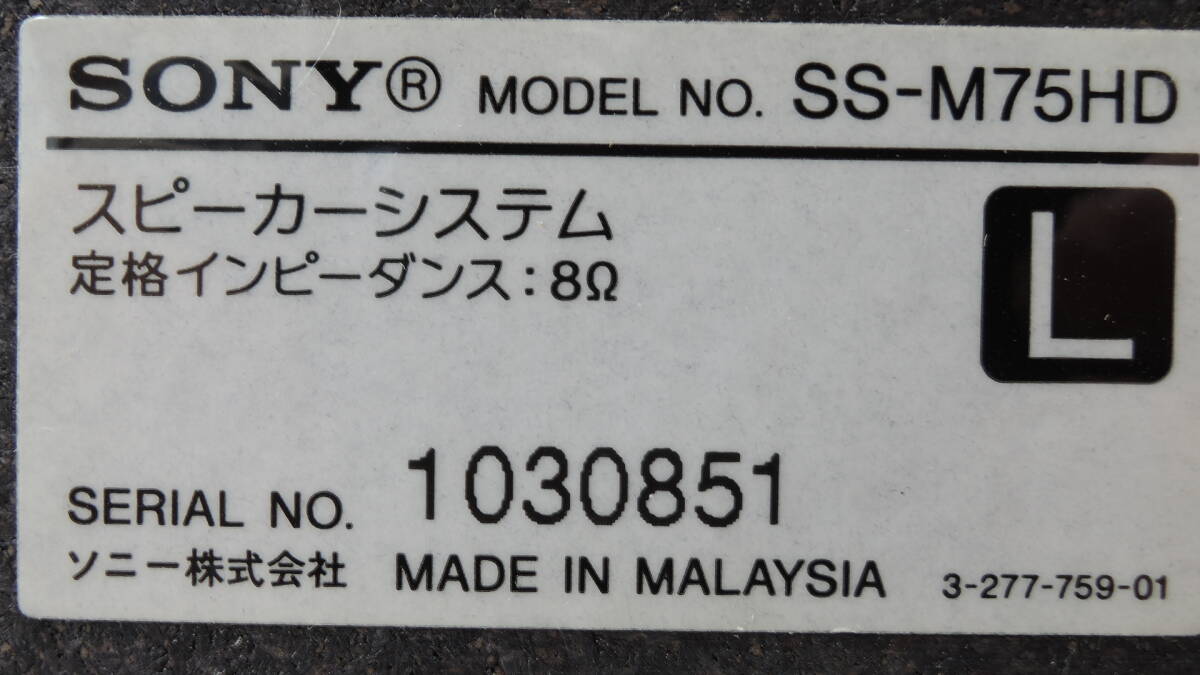 SONY® MODEL NO. SS-M75HD
スピーカーシステム
定格インピーダンス:8Ω
L
SERIAL NO. 1030851
ソニー株式会社 MADE IN MALAYSIA 3-277-759-01